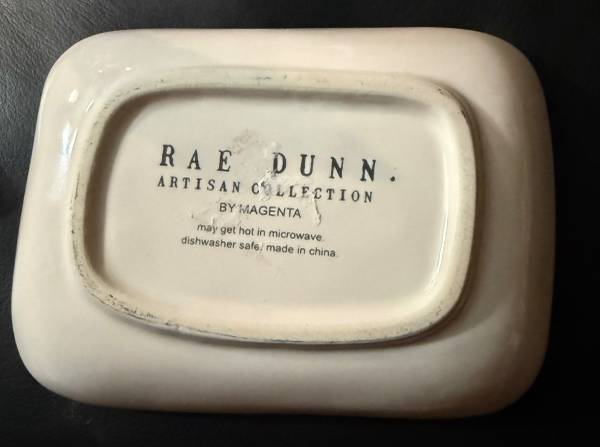 RAE DUNN.
ARTISAN COLLECTION
BY MAGENTA
may get hot in microwave.
dishwasher safe. made in china.